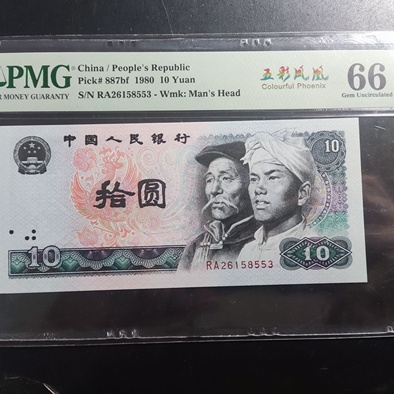 PMG
R MONEY GUARANTY
China / People's Republic
Pick# 887bf 1980 10 Yuan
S/N RA26158553 - Wmk: Man's Head
五彩凤凰
Colourful Phoenix
66
Gem Uncirculated
中国人民银行
10
拾圆
RA26158553
10
10